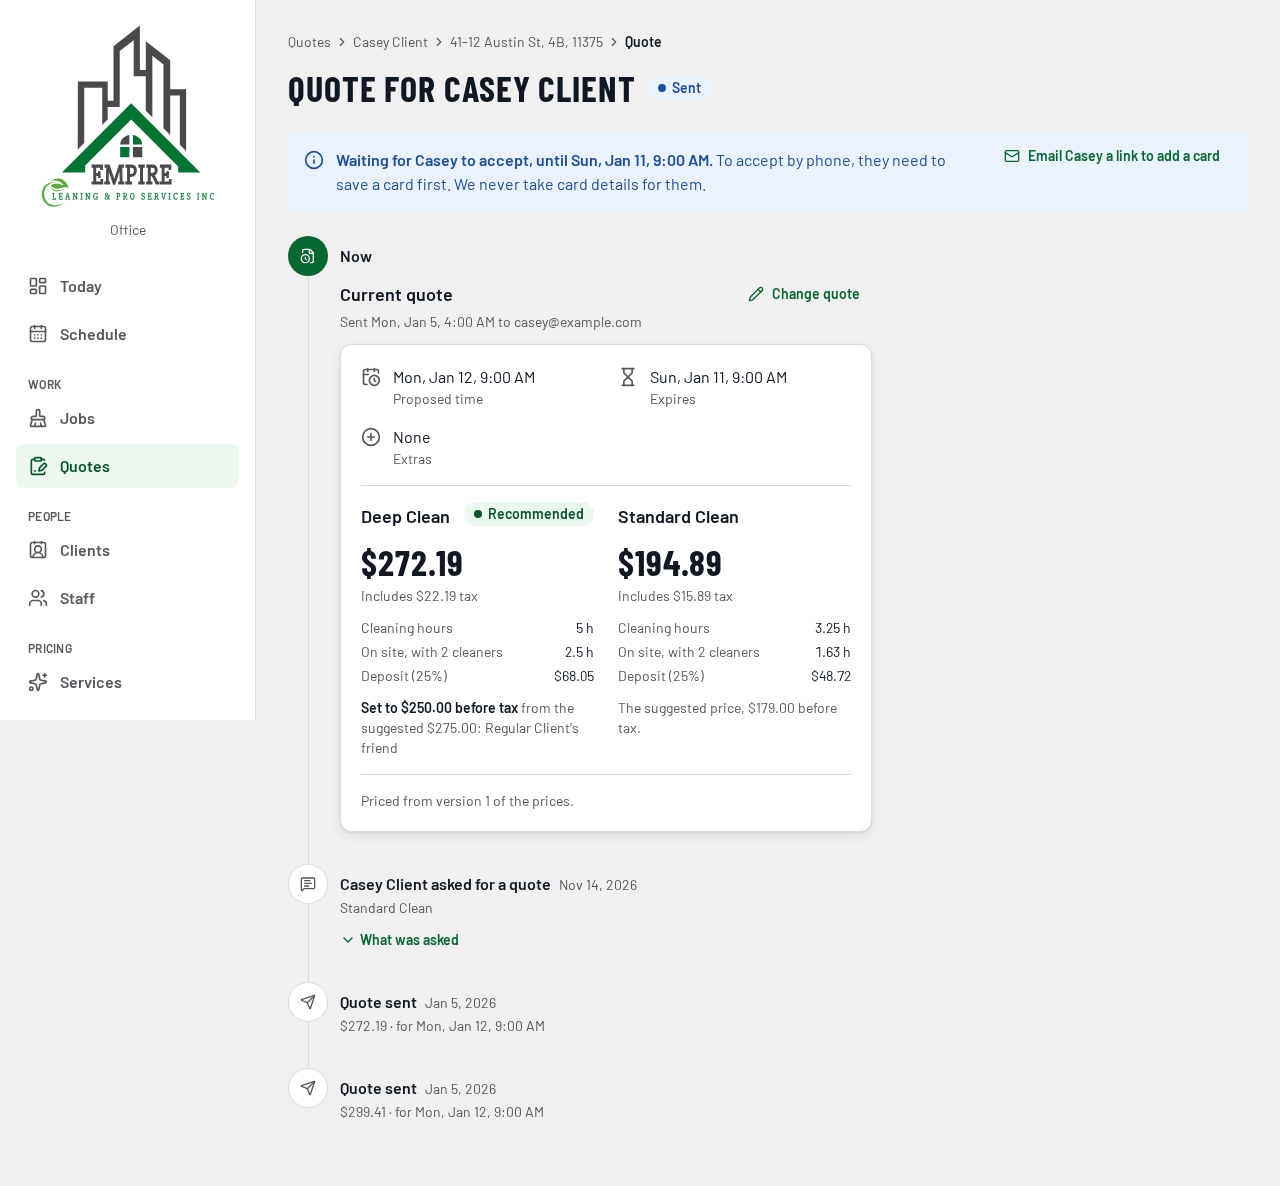 EMPIRE
LEANING & PRO SERVICES INC
Office
Today
Schedule
WORK
Jobs
Quotes
PEOPLE
Clients
Staff
PRICING
Services
Quotes > Casey Client > 41-12 Austin St, 4B, 11375 > Quote
QUOTE FOR CASEY CLIENT Sent
Waiting for Casey to accept, until Sun, Jan 11, 9:00 AM. To accept by phone, they need to
save a card first. We never take card details for them.
Email Casey a link to add a card
Now
Current quote
Change quote
Sent Mon, Jan 5, 4:00 AM to casey@example.com
Mon, Jan 12, 9:00 AM
Proposed time
Sun, Jan 11, 9:00 AM
Expires
None
Extras
Deep Clean Recommended
$272.19
Includes $22.19 tax
Cleaning hours 5 h
On site, with 2 cleaners 2.5 h
Deposit (25%) $68.05
Set to $250.00 before tax from the
suggested $275.00: Regular Client's
friend
Standard Clean
$194.89
Includes $15.89 tax
Cleaning hours 3.25 h
On site, with 2 cleaners 1.63 h
Deposit (25%) $48.72
The suggested price, $179.00 before
tax.
Priced from version 1 of the prices.
Casey Client asked for a quote Nov 14, 2026
Standard Clean
What was asked
Quote sent Jan 5, 2026
$272.19 · for Mon, Jan 12, 9:00 AM
Quote sent Jan 5, 2026
$299.41 · for Mon, Jan 12, 9:00 AM